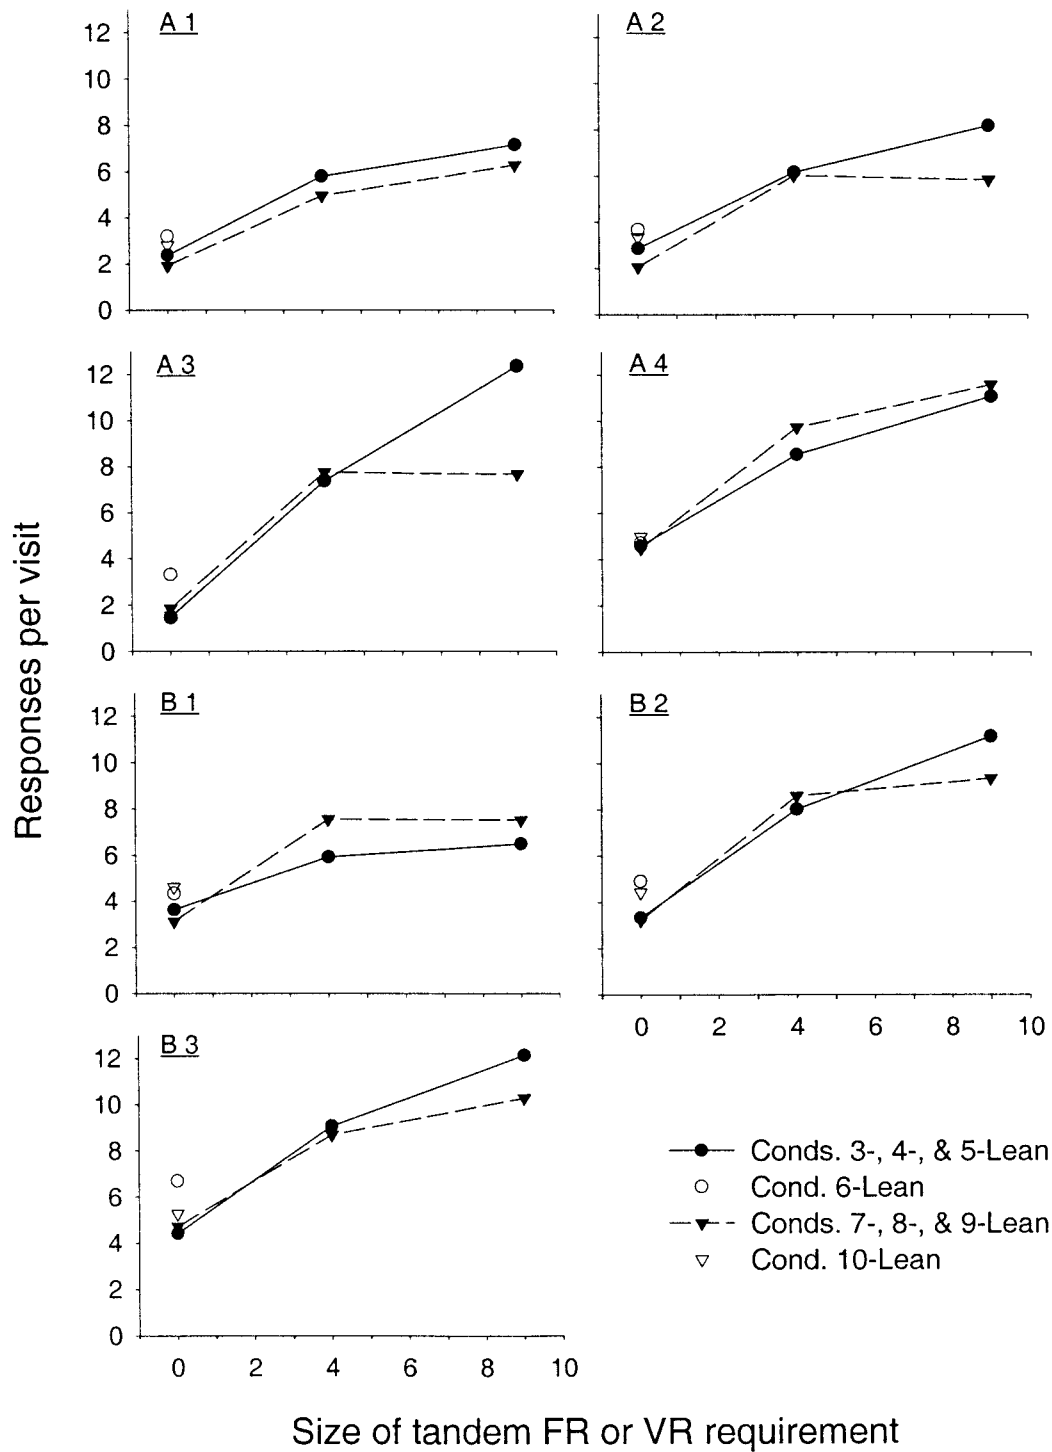 A 1
A 2
12
10
8
6
4
2
0
A 3
A 4
12
10
8
6
4
2
0
Responses per visit
B 1
B 2
12
10
8
6
4
2
0
0 2 4 6 8 10
B 3
12
10
8
6
4
2
0
0 2 4 6 8 10
Conds. 3-, 4-, & 5-Lean
Cond. 6-Lean
Conds. 7-, 8-, & 9-Lean
Cond. 10-Lean
Size of tandem FR or VR requirement